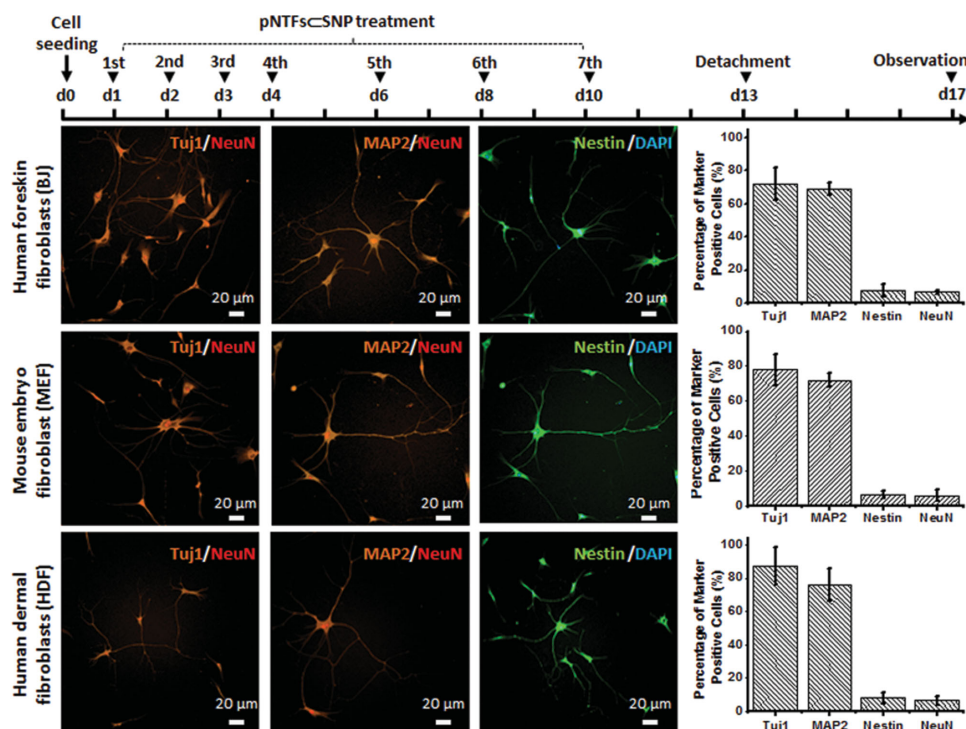 Cell
seeding
pNTFs⊂SNP treatment
1st 2nd 3rd 4th 5th 6th 7th Detachment Observation
d0 d1 d2 d3 d4 d6 d8 d10 d13 d17
Human foreskin
fibroblasts (BJ)
Tuj1/NeuN
20 µm
MAP2/NeuN
20 µm
Nestin/DAPI
20 µm
Percentage of Marker
Positive Cells (%)
100
80
60
40
20
0
Tuj1 MAP2 Nestin NeuN
Mouse embryo
fibroblast (MEF)
Tuj1/NeuN
20 µm
MAP2/NeuN
20 µm
Nestin/DAPI
20 µm
Percentage of Marker
Positive Cells (%)
100
80
60
40
20
0
Tuj1 MAP2 Nestin NeuN
Human dermal
fibroblasts (HDF)
Tuj1/NeuN
20 µm
MAP2/NeuN
20 µm
Nestin/DAPI
20 µm
Percentage of Marker
Positive Cells (%)
80
60
40
20
0
Tuj1 MAP2 Nestin NeuN